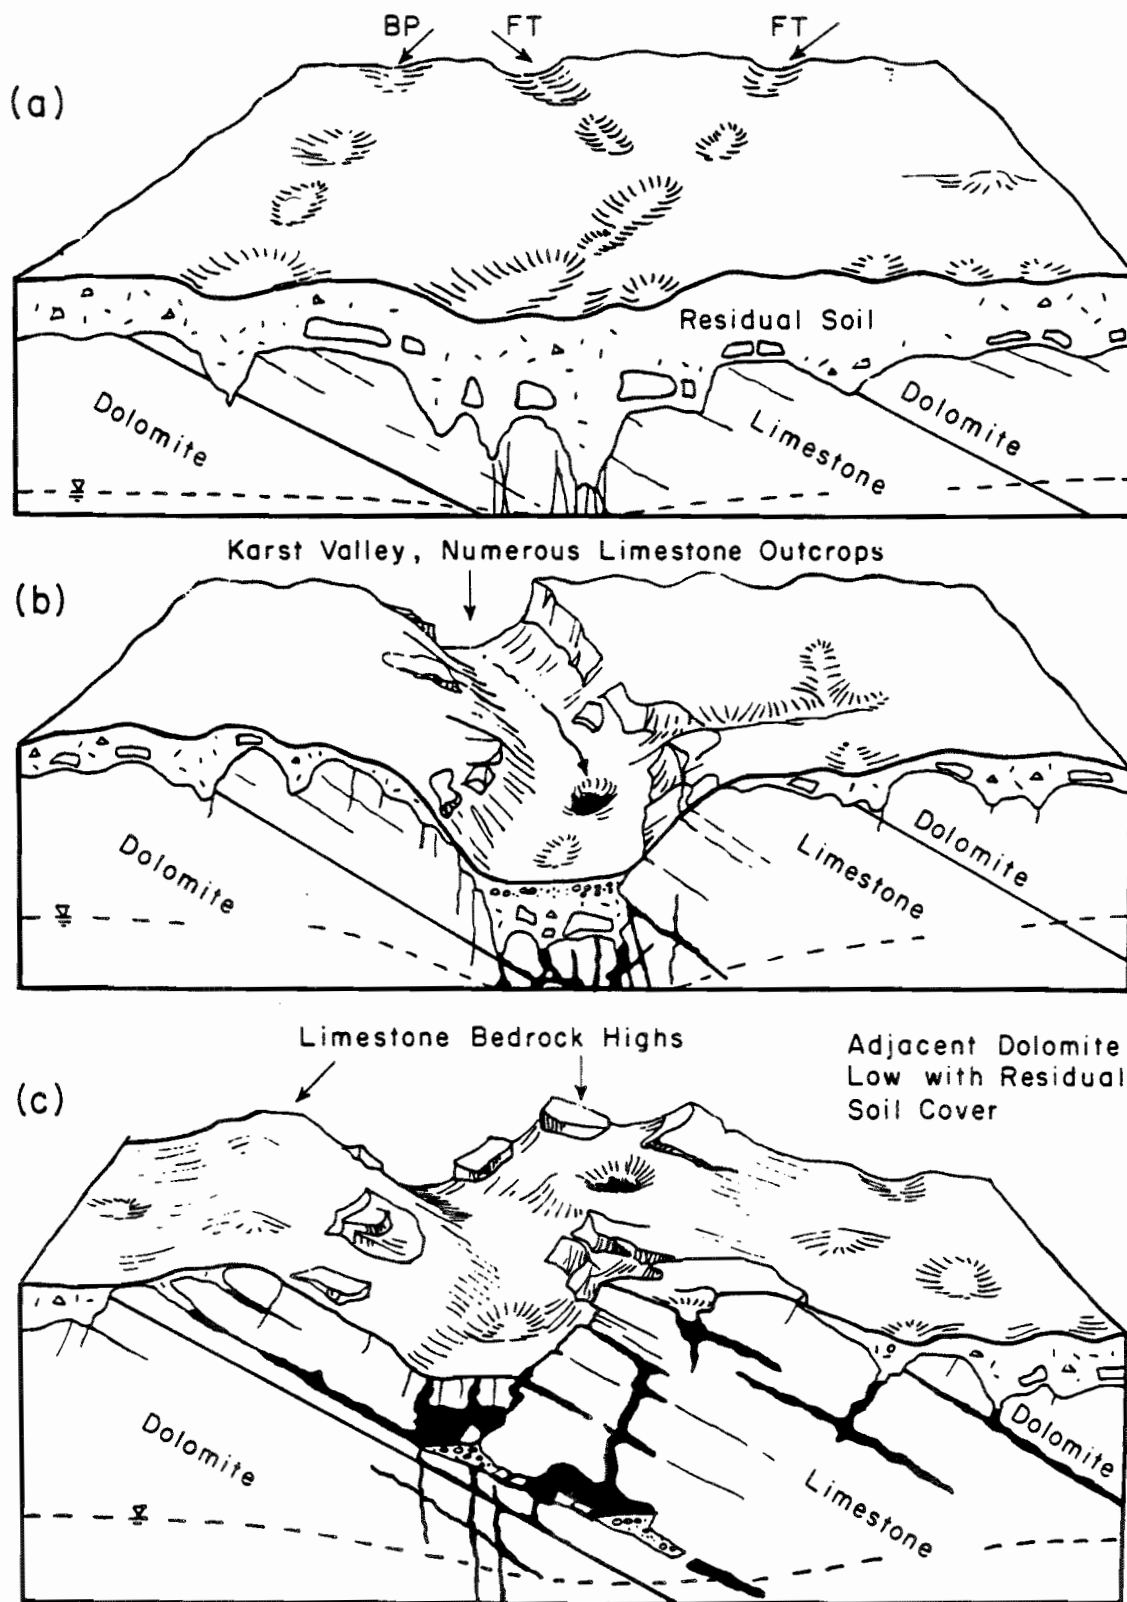 BP FT FT
(a)
Residual Soil
Dolomite
Limestone
Dolomite
Karst Valley, Numerous Limestone Outcrops
(b)
Dolomite
Limestone
Dolomite
Limestone Bedrock Highs
Adjacent Dolomite
Low with Residual
Soil Cover
(c)
Dolomite
Limestone
Dolomite